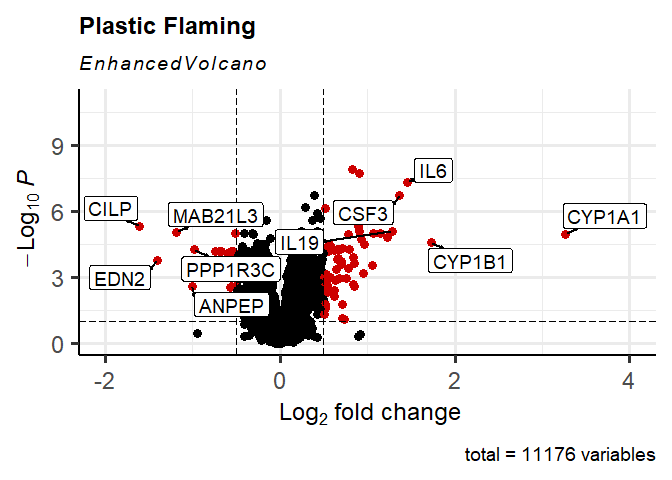 Plastic Flaming
EnhancedVolcano
−Log10 P
9
6
3
0
IL6
CILP
MAB21L3
CSF3
CYP1A1
IL19
CYP1B1
EDN2
PPP1R3C
ANPEP
-2 0 2 4
Log2 fold change
total = 11176 variables